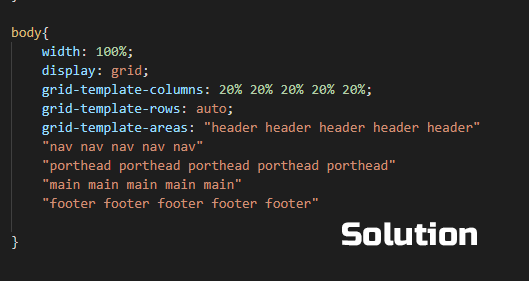 body{
width: 100%;
display: grid;
grid-template-columns: 20% 20% 20% 20% 20%;
grid-template-rows: auto;
grid-template-areas: "header header header header header"
"nav nav nav nav nav"
"porthead porthead porthead porthead porthead"
"main main main main main"
"footer footer footer footer footer"
Solution
}